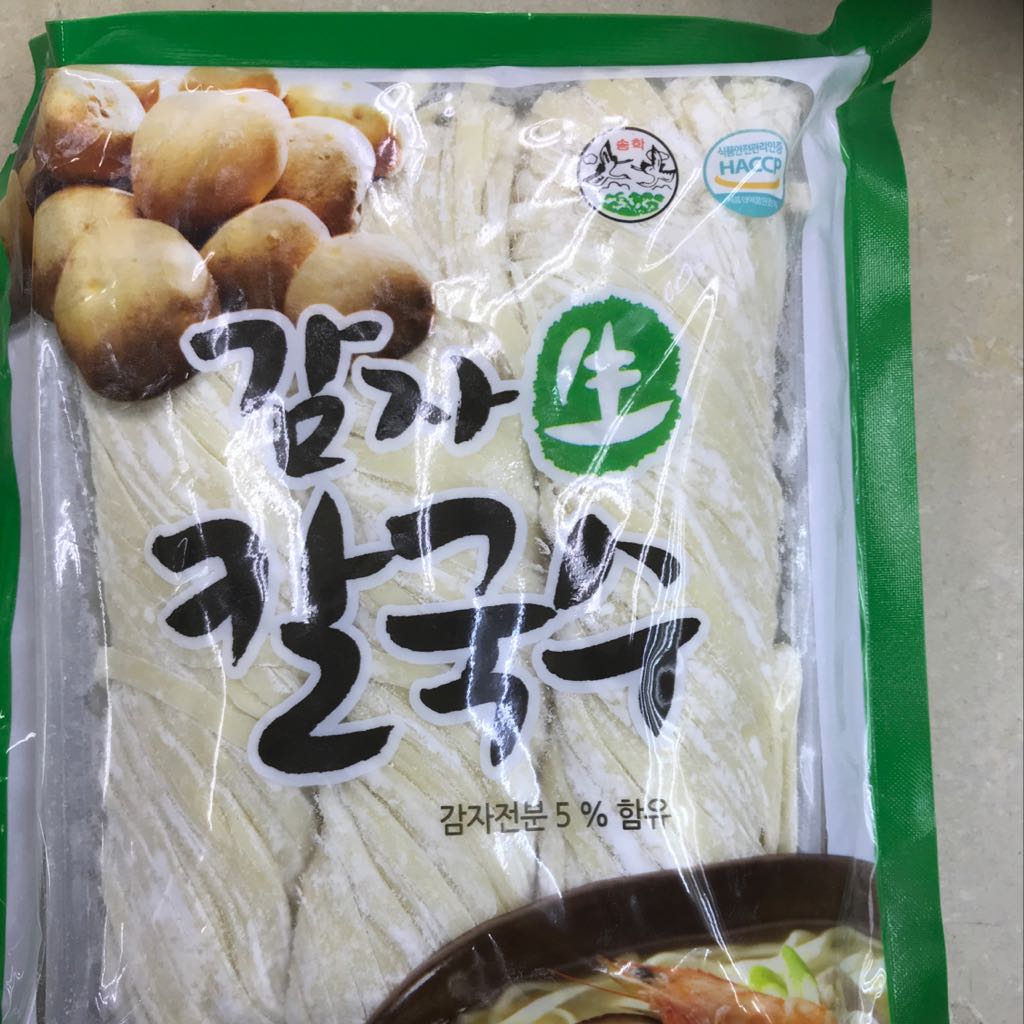 송학
식품안전관리인증
HACCP
감자生
칼국수
감자전분 5 % 함유